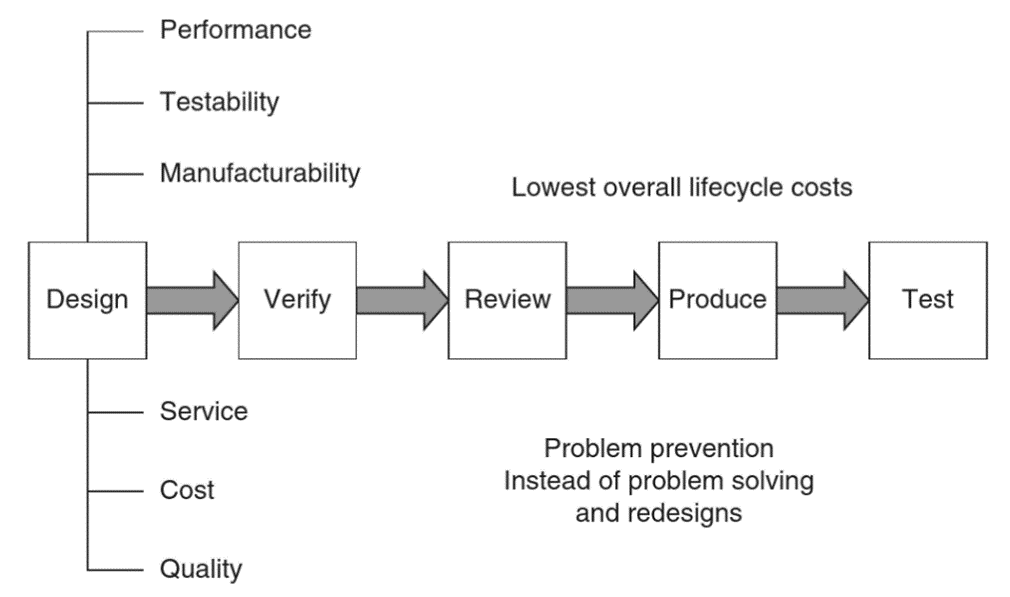 Performance
Testability
Manufacturability
Lowest overall lifecycle costs
Design
Verify
Review
Produce
Test
Service
Cost
Quality
Problem prevention
Instead of problem solving
and redesigns